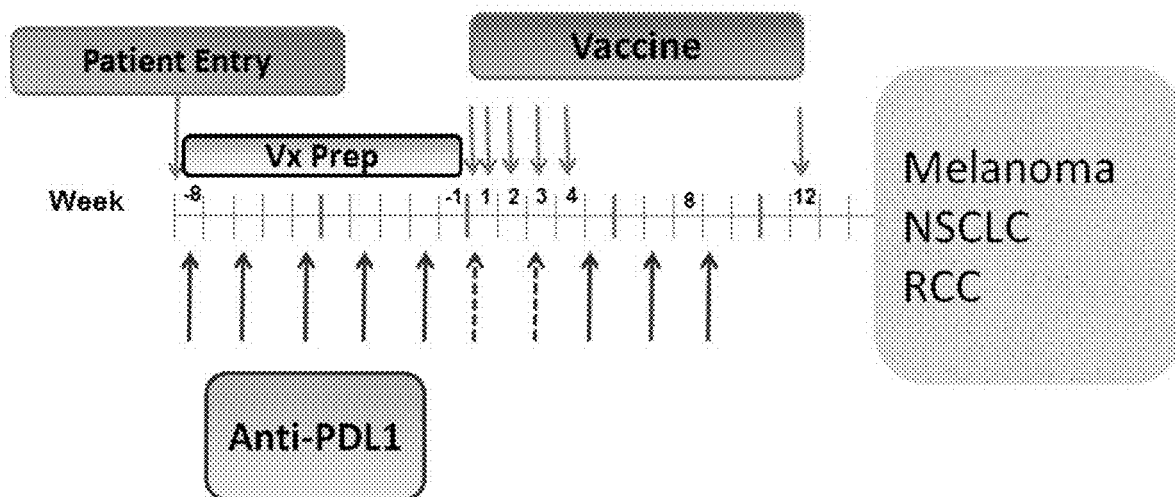 Patient Entry
Vaccine
Vx Prep
Week -8 -1 1 2 3 4 8 12
Melanoma
NSCLC
RCC
Anti-PDL1